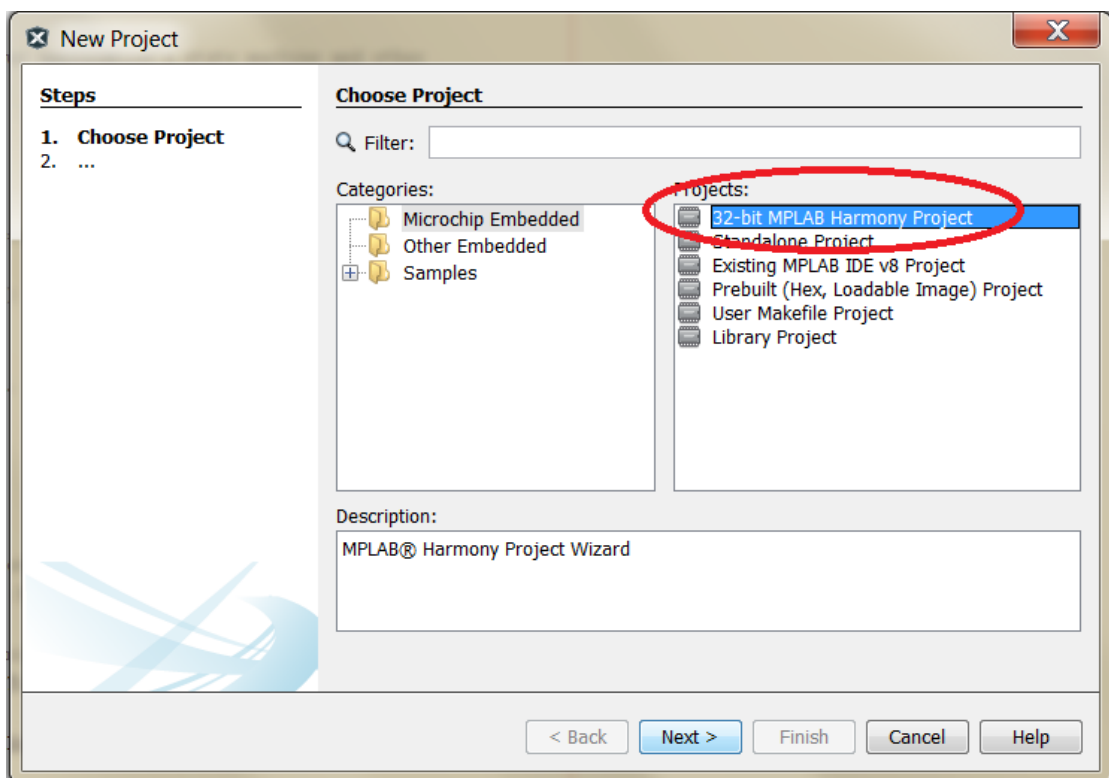 New Project
X
Steps
1. Choose Project
2. ...
Choose Project
Filter:
Categories:
Microchip Embedded
Other Embedded
Samples
Projects:
32-bit MPLAB Harmony Project
Standalone Project
Existing MPLAB IDE v8 Project
Prebuilt (Hex, Loadable Image) Project
User Makefile Project
Library Project
Description:
MPLAB® Harmony Project Wizard
< Back
Next >
Finish
Cancel
Help